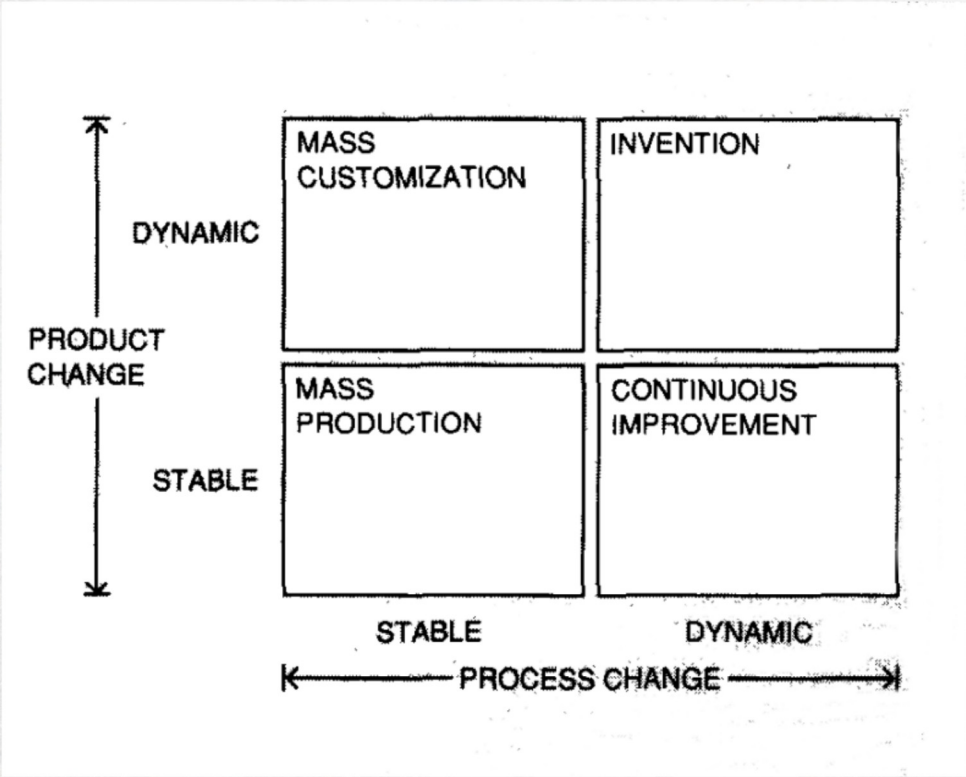 MASS
CUSTOMIZATION
INVENTION
DYNAMIC
PRODUCT
CHANGE
MASS
PRODUCTION
CONTINUOUS
IMPROVEMENT
STABLE
STABLE
DYNAMIC
PROCESS CHANGE